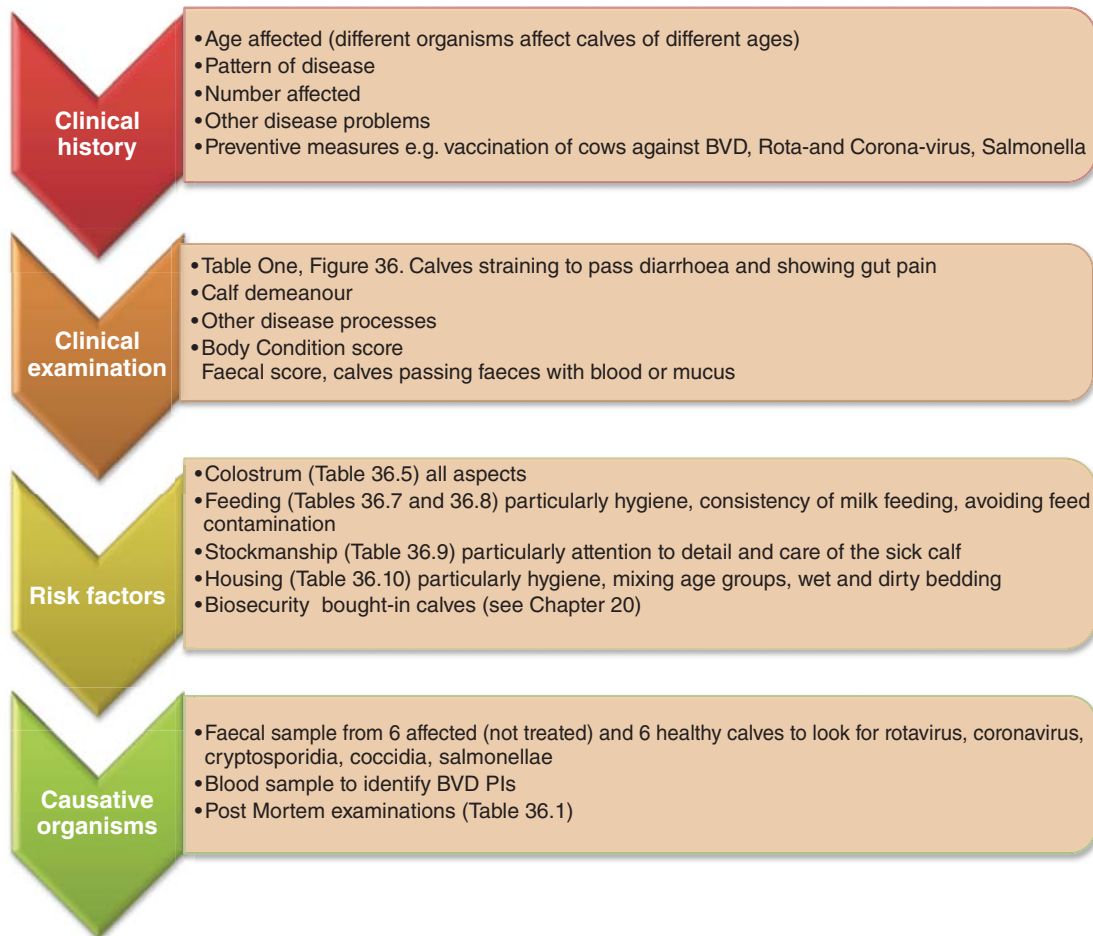 Clinical
history
•Age affected (different organisms affect calves of different ages)
•Pattern of disease
•Number affected
•Other disease problems
•Preventive measures e.g. vaccination of cows against BVD, Rota-and Corona-virus, Salmonella
Clinical
examination
•Table One, Figure 36. Calves straining to pass diarrhoea and showing gut pain
•Calf demeanour
•Other disease processes
•Body Condition score
Faecal score, calves passing faeces with blood or mucus
Risk factors
•Colostrum (Table 36.5) all aspects
•Feeding (Tables 36.7 and 36.8) particularly hygiene, consistency of milk feeding, avoiding feed
contamination
•Stockmanship (Table 36.9) particularly attention to detail and care of the sick calf
•Housing (Table 36.10) particularly hygiene, mixing age groups, wet and dirty bedding
•Biosecurity bought-in calves (see Chapter 20)
Causative
organisms
•Faecal sample from 6 affected (not treated) and 6 healthy calves to look for rotavirus, coronavirus,
cryptosporidia, coccidia, salmonellae
•Blood sample to identify BVD PIs
•Post Mortem examinations (Table 36.1)